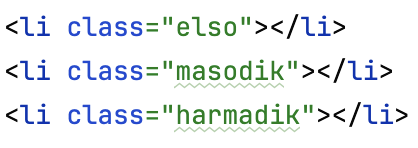 <li class="elso"></li>
<li class="masodik"></li>
<li class="harmadik"></li>